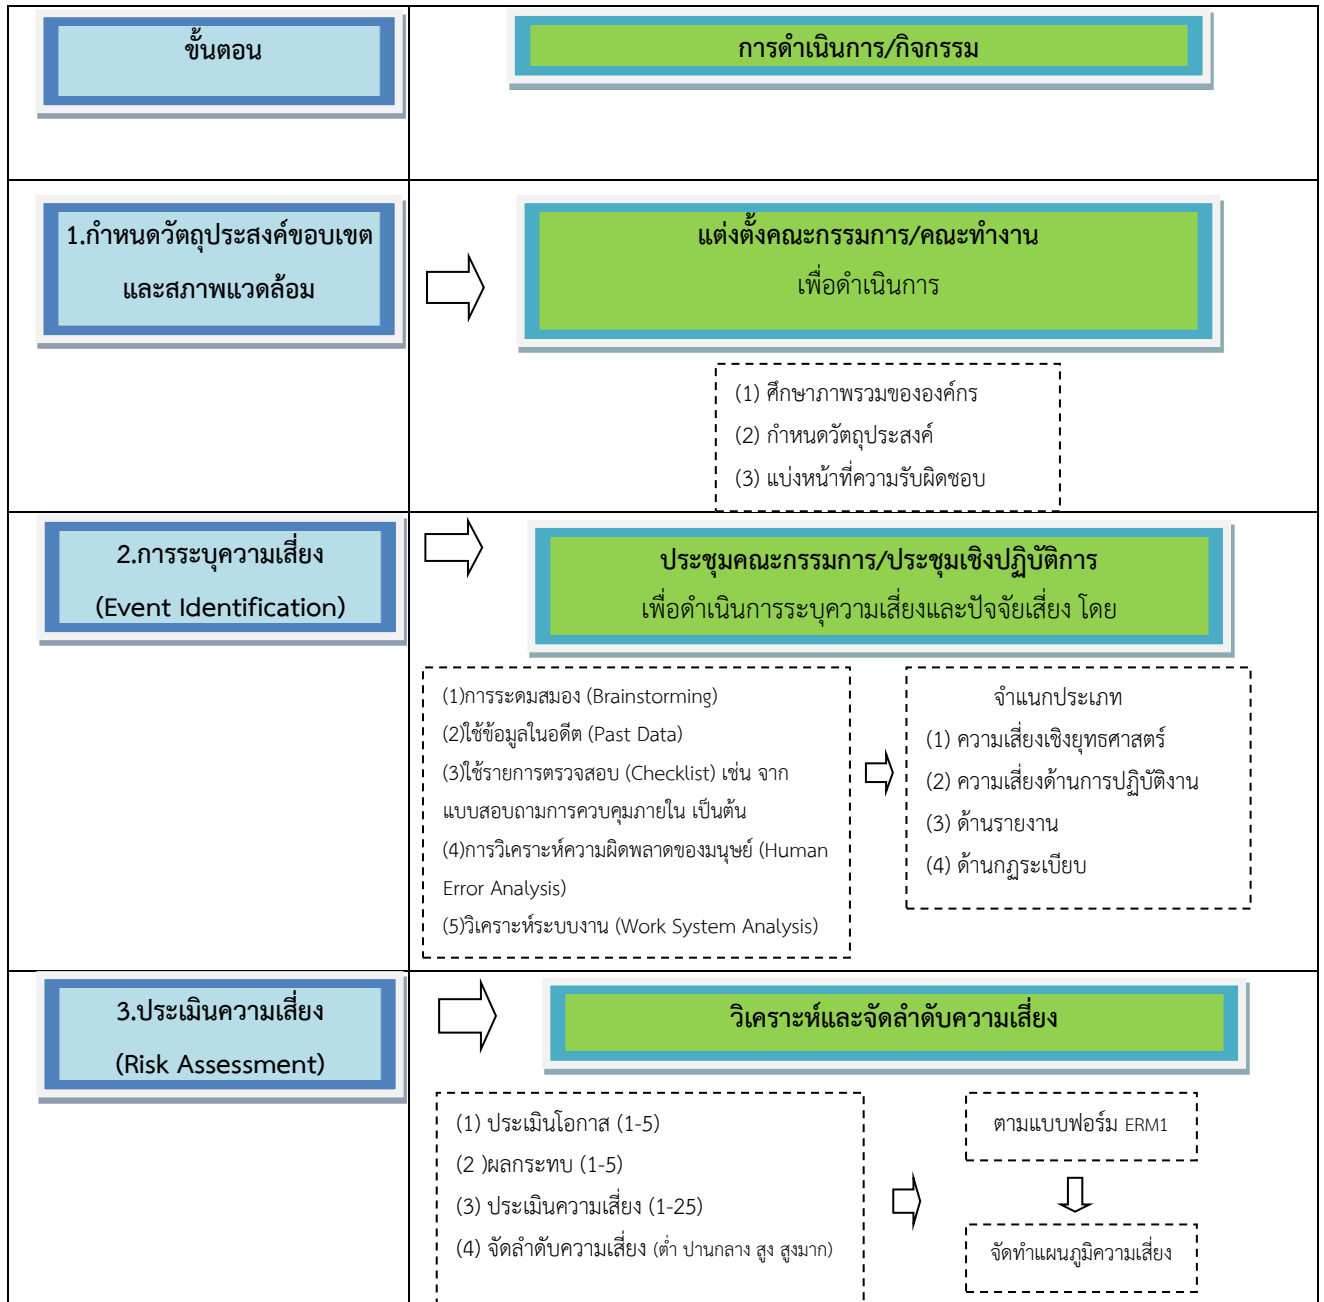 ขั้นตอน
การดำเนินการ/กิจกรรม
1.กำหนดวัตถุประสงค์ขอบเขต
และสภาพแวดล้อม
แต่งตั้งคณะกรรมการ/คณะทำงาน
เพื่อดำเนินการ
(1) ศึกษาภาพรวมขององค์กร
(2) กำหนดวัตถุประสงค์
(3) แบ่งหน้าที่ความรับผิดชอบ
2.การระบุความเสี่ยง
(Event Identification)
ประชุมคณะกรรมการ/ประชุมเชิงปฏิบัติการ
เพื่อดำเนินการระบุความเสี่ยงและปัจจัยเสี่ยง โดย
(1)การระดมสมอง (Brainstorming)
(2)ใช้ข้อมูลในอดีต (Past Data)
(3)ใช้รายการตรวจสอบ (Checklist) เช่น จาก
แบบสอบถามการควบคุมภายใน เป็นต้น
(4)การวิเคราะห์ความผิดพลาดของมนุษย์ (Human
Error Analysis)
(5)วิเคราะห์ระบบงาน (Work System Analysis)
จำแนกประเภท
(1) ความเสี่ยงเชิงยุทธศาสตร์
(2) ความเสี่ยงด้านการปฏิบัติงาน
(3) ด้านรายงาน
(4) ด้านกฎระเบียบ
3.ประเมินความเสี่ยง
(Risk Assessment)
วิเคราะห์และจัดลำดับความเสี่ยง
(1) ประเมินโอกาส (1-5)
(2 )ผลกระทบ (1-5)
(3) ประเมินความเสี่ยง (1-25)
(4) จัดลำดับความเสี่ยง (ต่ำ ปานกลาง สูง สูงมาก)
ตามแบบฟอร์ม ERM1
จัดทำแผนภูมิความเสี่ยง